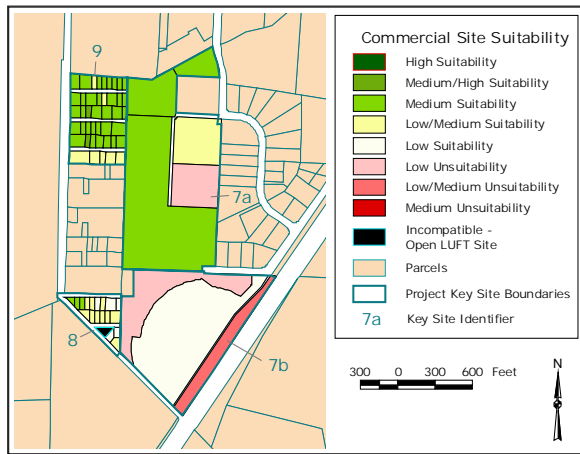 9
7a
8
7b
Commercial Site Suitability
High Suitability
Medium/High Suitability
Medium Suitability
Low/Medium Suitability
Low Suitability
Low Unsuitability
Low/Medium Unsuitability
Medium Unsuitability
Incompatible -
Open LUFT Site
Parcels
Project Key Site Boundaries
7a Key Site Identifier
300 0 300 600 Feet
N